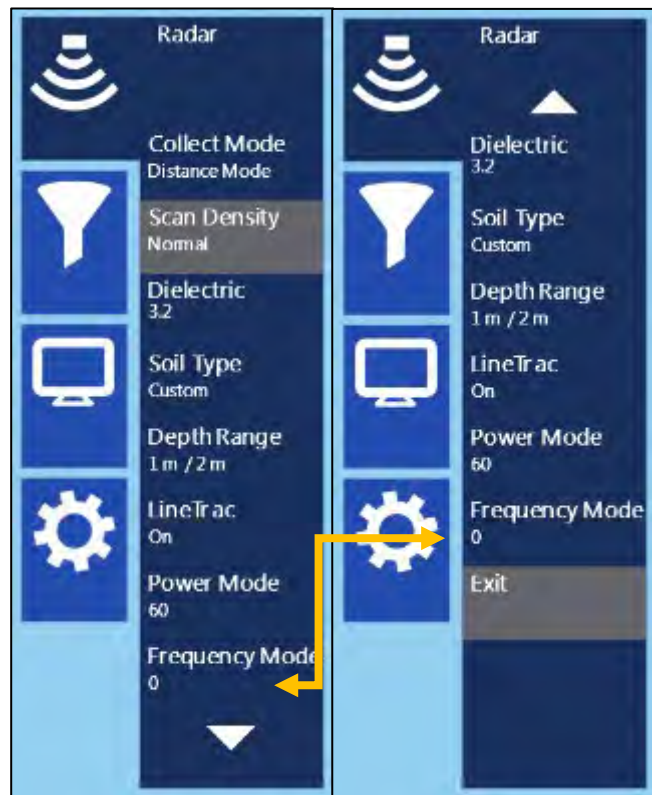 Radar
Collect Mode
Distance Mode
Scan Density
Normal
Dielectric
3.2
Soil Type
Custom
Depth Range
1 m / 2 m
LineTrac
On
Power Mode
60
Frequency Mode
0
Radar
Dielectric
3.2
Soil Type
Custom
Depth Range
1 m / 2 m
LineTrac
On
Power Mode
60
Frequency Mode
0
Exit